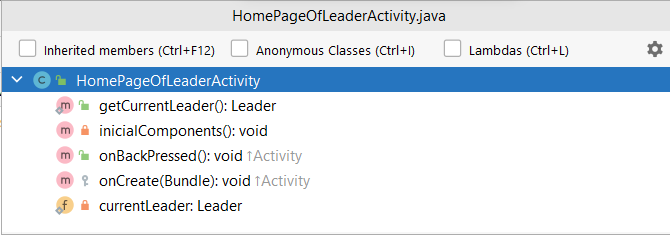 HomePageOfLeaderActivity.java
Inherited members (Ctrl+F12) Anonymous Classes (Ctrl+I) Lambdas (Ctrl+L)
C HomePageOfLeaderActivity
m getCurrentLeader(): Leader
m inicialComponents(): void
m onBackPressed(): void ↑Activity
m onCreate(Bundle): void ↑Activity
f currentLeader: Leader